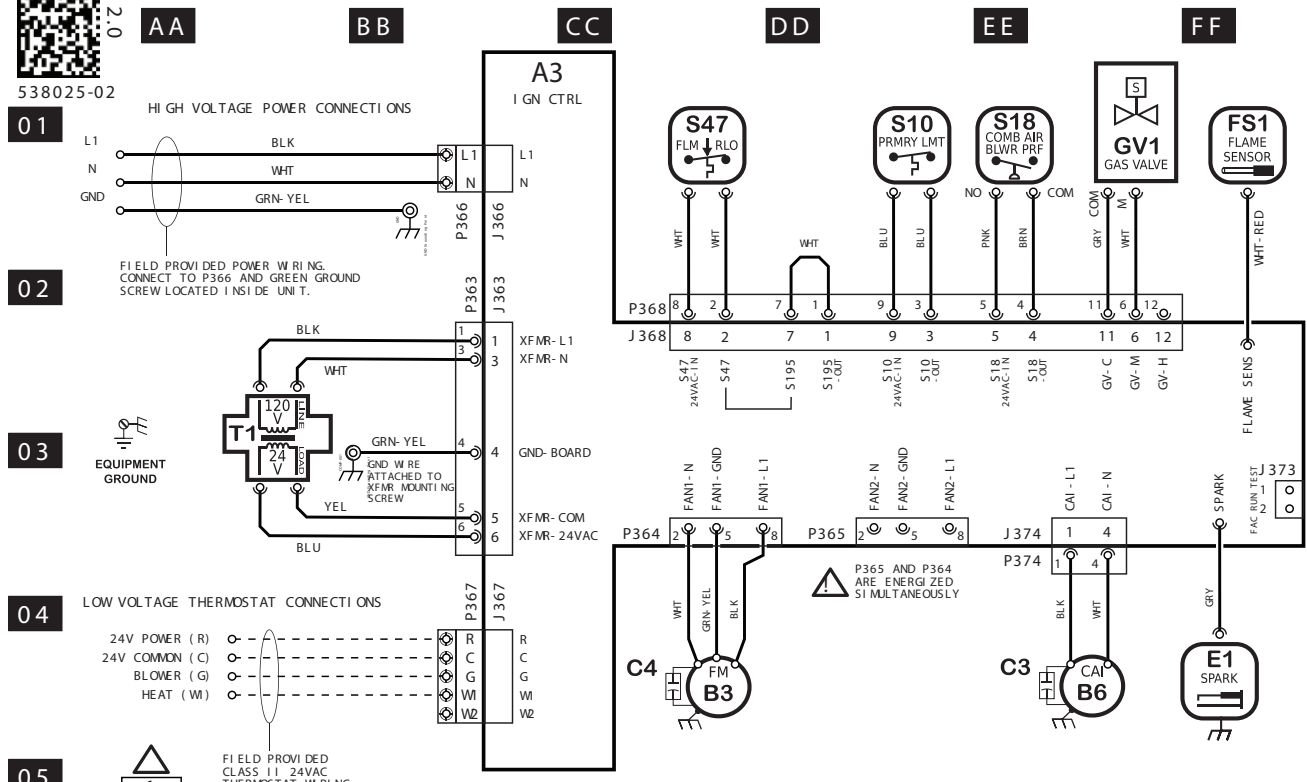 2.0
AA BB CC DD EE FF
538025-02
01
HIGH VOLTAGE POWER CONNECTIONS
L1
BLK
N
WHT
GND
GRN-YEL
L1
N
P366
J366
L1
N
FIELD PROVIDED POWER WIRING.
CONNECT TO P366 AND GREEN GROUND
SCREW LOCATED INSIDE UNIT.
A3
IGN CTRL
S47
FLM RLO
S10
PRMRY LMT
S18
COMB AIR
BLWR PRF
NO
COM
S
GV1
GAS VALVE
FS1
FLAME
SENSOR
WHT
WHT
WHT
BLU
BLU
PNK
BRN
COM
GRY
M
WHT
WHT-RED
02
P363
J363
P368
8 2 7 1 9 3 5 4 11 6 12
J368
8 2 7 1 9 3 5 4 11 6 12
S47
24VAC-IN
S47
S195
S195
-OUT
S10
24VAC-IN
S10
-OUT
S18
24VAC-IN
S18
-OUT
GV-C
GV-M
GV-H
FLAME SENS
BLK
1
1
XFMR-L1
WHT
3
3
XFMR-N
03
EQUIPMENT
GROUND
T1
120
V
LINE
24
V
LOAD
GRN-YEL
4
4
GND-BOARD
GND WIRE
ATTACHED TO
XFMR MOUNTING
SCREW
YEL
5
5
XFMR-COM
BLU
6
6
XFMR-24VAC
FAN1-N
FAN1-GND
FAN1-L1
FAN2-N
FAN2-GND
FAN2-L1
CAI-L1
CAI-N
SPARK
FAC RUN TEST
J373
1
2
P364
2 5 8
P365
2 5 8
J374
1 4
P374
1 4
P365 AND P364
ARE ENERGIZED
SIMULTANEOUSLY
WHT
GRN-YEL
BLK
BLK
WHT
GRY
C4
FM
B3
C3
CAI
B6
E1
SPARK
04
LOW VOLTAGE THERMOSTAT CONNECTIONS
P367
J367
24V POWER (R)
R
R
24V COMMON (C)
C
C
BLOWER (G)
G
G
HEAT (W1)
W1
W1
W2
W2
05
FIELD PROVIDED
CLASS II 24VAC
THERMOSTAT WIRING